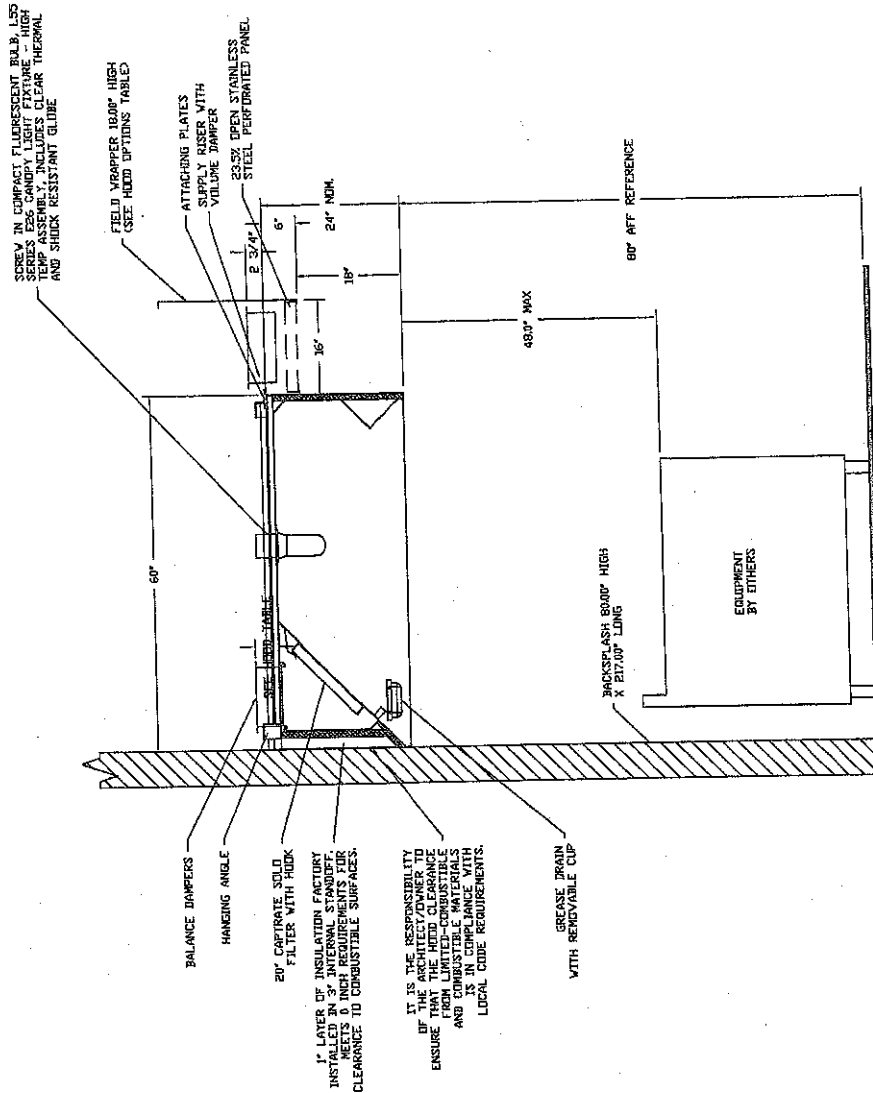 SCREW IN COMPACT FLUORESCENT BULB, L55
SERIES E26 CANOPY LIGHT FIXTURE - HIGH
TEMP ASSEMBLY, INCLUDES CLEAR THERMAL
AND SHOCK RESISTANT GLOBE
FIELD WRAPPER 18.00" HIGH
(SEE HOOD OPTIONS TABLE)
ATTACHING PLATES
SUPPLY RISER WITH
VOLUME DAMPER
23.5% OPEN STAINLESS
STEEL PERFORATED PANEL
60"
2 3/4"
6"
24" NOM.
18"
16"
SEE HOOD TABLE
48.0" MAX
80" AFF REFERENCE
BALANCE DAMPERS
HANGING ANGLE
20" CAPTRATE SOLO
FILTER WITH HOOK
1" LAYER OF INSULATION FACTORY
INSTALLED IN 3" INTERNAL STANDOFF.
MEETS 0 INCH REQUIREMENTS FOR
CLEARANCE TO COMBUSTIBLE SURFACES.
IT IS THE RESPONSIBILITY
OF THE ARCHITECT/OWNER TO
ENSURE THAT THE HOOD CLEARANCE
FROM LIMITED-COMBUSTIBLE
AND COMBUSTIBLE MATERIALS
IS IN COMPLIANCE WITH
LOCAL CODE REQUIREMENTS.
GREASE DRAIN
WITH REMOVABLE CUP
BACKSPLASH 80.00" HIGH
X 217.00" LONG
EQUIPMENT
BY OTHERS